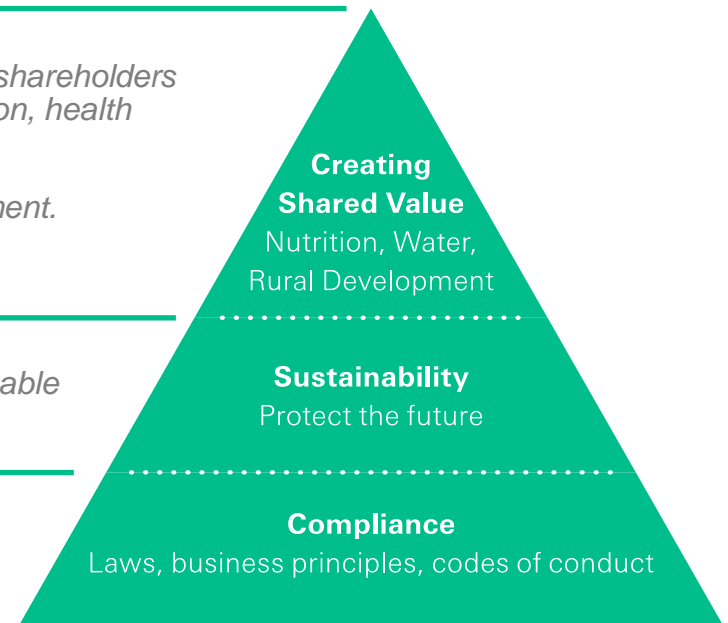 shareholders
on, health
ment.
able
Creating
Shared Value
Nutrition, Water,
Rural Development
Sustainability
Protect the future
Compliance
Laws, business principles, codes of conduct